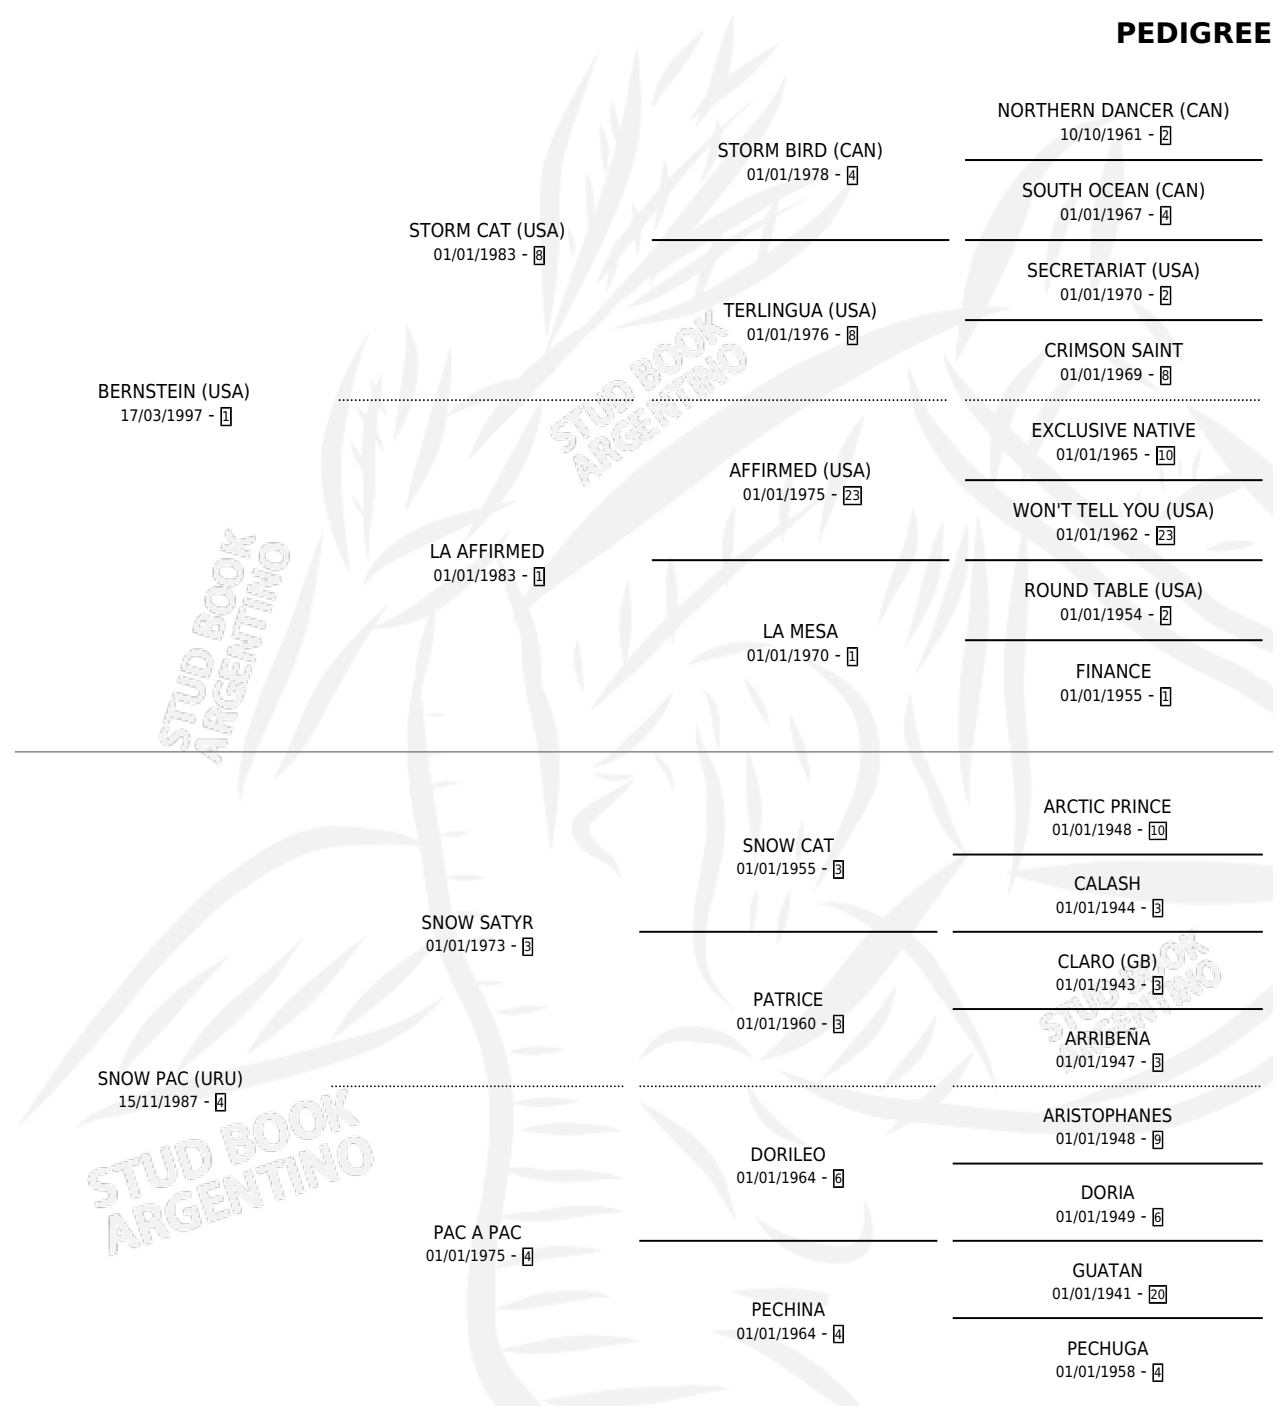 PEDIGREE
NORTHERN DANCER (CAN)
10/10/1961 - 2
STORM BIRD (CAN)
01/01/1978 - 4
SOUTH OCEAN (CAN)
01/01/1967 - 4
STORM CAT (USA)
01/01/1983 - 8
SECRETARIAT (USA)
01/01/1970 - 2
TERLINGUA (USA)
01/01/1976 - 8
CRIMSON SAINT
01/01/1969 - 8
BERNSTEIN (USA)
17/03/1997 - 1
EXCLUSIVE NATIVE
01/01/1965 - 10
AFFIRMED (USA)
01/01/1975 - 23
WON'T TELL YOU (USA)
01/01/1962 - 23
LA AFFIRMED
01/01/1983 - 1
ROUND TABLE (USA)
01/01/1954 - 2
LA MESA
01/01/1970 - 1
FINANCE
01/01/1955 - 1
ARCTIC PRINCE
01/01/1948 - 10
SNOW CAT
01/01/1955 - 3
CALASH
01/01/1944 - 3
SNOW SATYR
01/01/1973 - 3
CLARO (GB)
01/01/1943 - 3
PATRICE
01/01/1960 - 3
ARRIBEÑA
01/01/1947 - 3
SNOW PAC (URU)
15/11/1987 - 4
ARISTOPHANES
01/01/1948 - 9
DORILEO
01/01/1964 - 6
DORIA
01/01/1949 - 6
PAC A PAC
01/01/1975 - 4
GUATAN
01/01/1941 - 20
PECHINA
01/01/1964 - 4
PECHUGA
01/01/1958 - 4
STUD BOOK
ARGENTINO
STUD BOOK
ARGENTINO
STUD BOOK
ARGENTINO
STUD BOOK
ARGENTINO